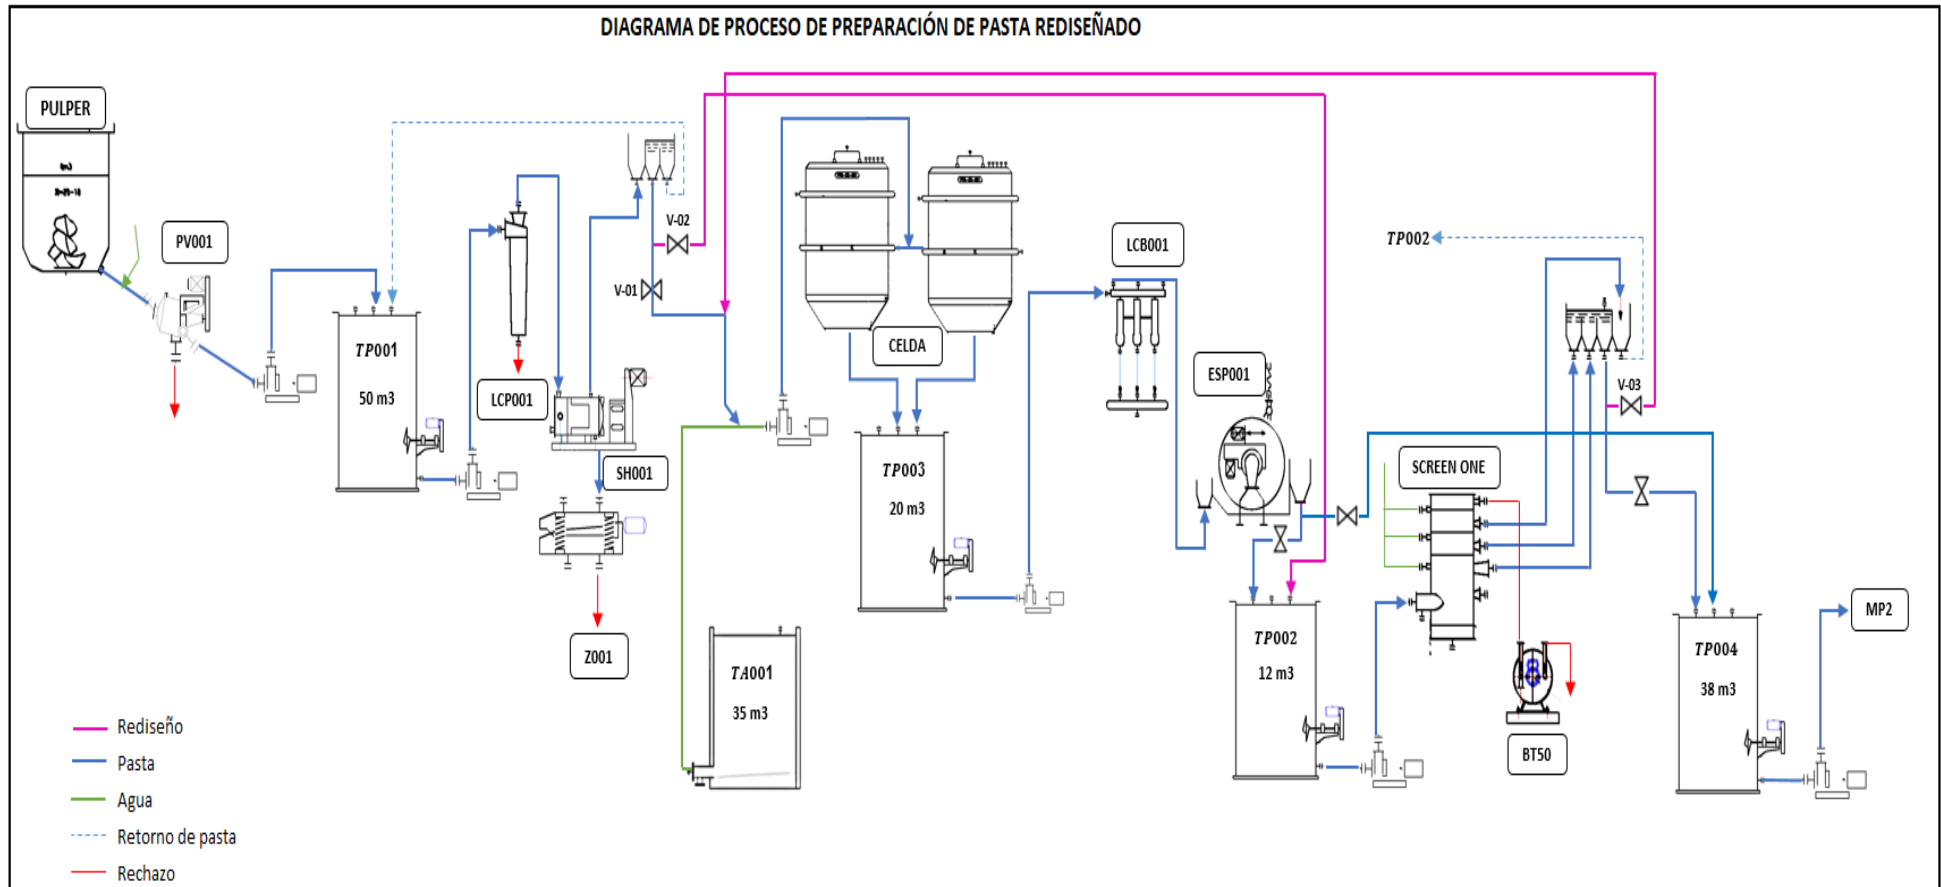 DIAGRAMA DE PROCESO DE PREPARACIÓN DE PASTA REDISEÑADO
PULPER
PV001
TP001
50 m3
LCP001
SH001
Z001
V-02
V-01
CELDA
TA001
35 m3
TP003
20 m3
LCB001
ESP001
TP002
12 m3
TP002
SCREEN ONE
V-03
BT50
TP004
38 m3
MP2
Rediseño
Pasta
Agua
Retorno de pasta
Rechazo